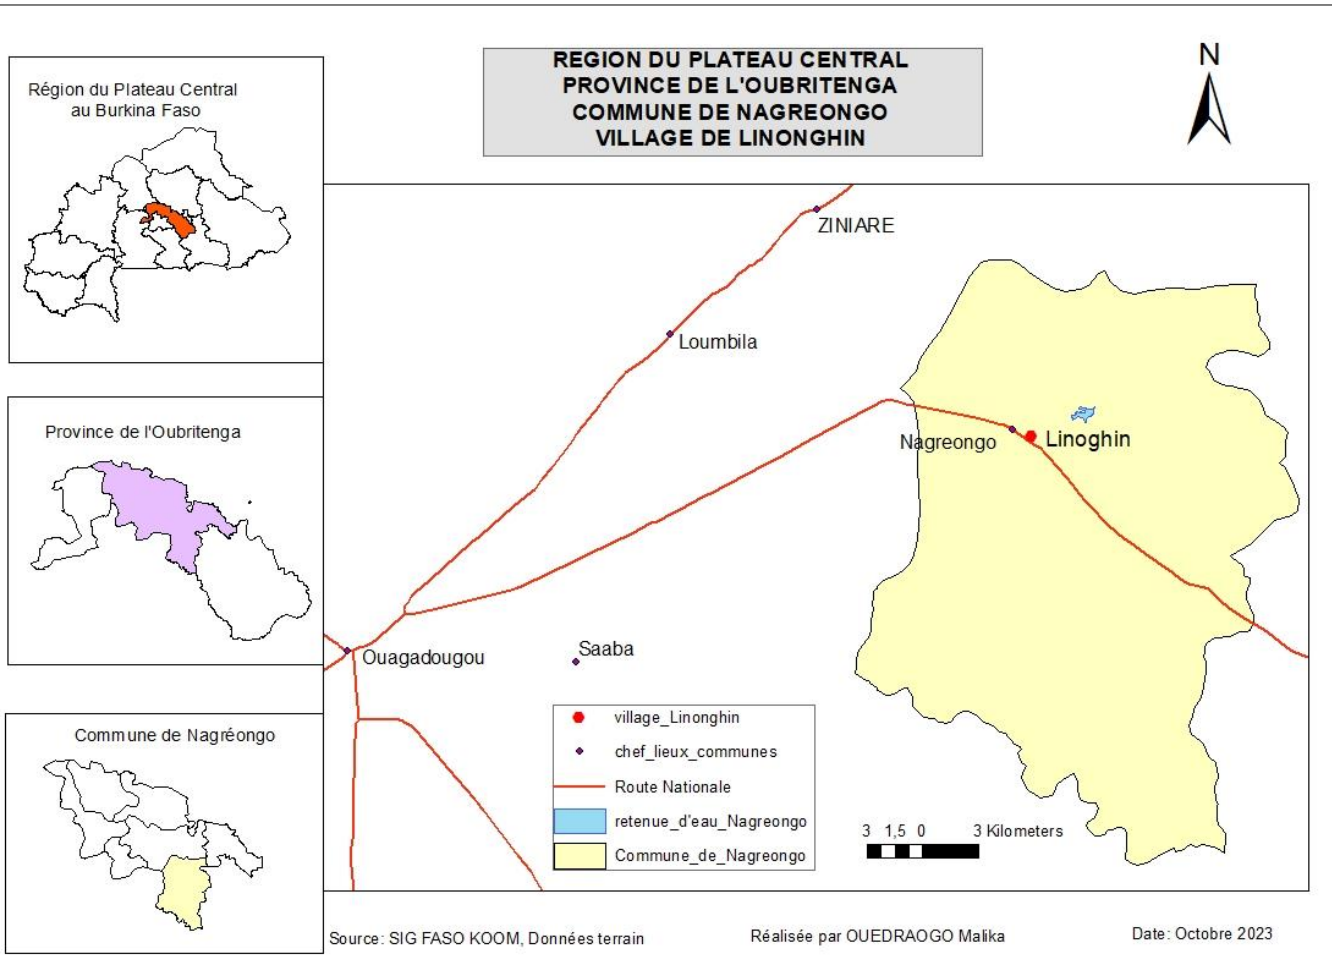 REGION DU PLATEAU CENTRAL
PROVINCE DE L'OUBRITENGA
COMMUNE DE NAGREONGO
VILLAGE DE LINONGHIN
N
Région du Plateau Central
au Burkina Faso
Province de l'Oubritenga
Commune de Nagréongo
ZINIARE
Loumbila
Nagreongo
Linoghin
Ouagadougou
Saaba
village_Linonghin
chef_lieux_communes
Route Nationale
retenue_d'eau_Nagreongo
Commune_de_Nagreongo
3 1,5 0 3 Kilometers
Source: SIG FASO KOOM, Données terrain
Réalisée par OUEDRAOGO Malika
Date: Octobre 2023